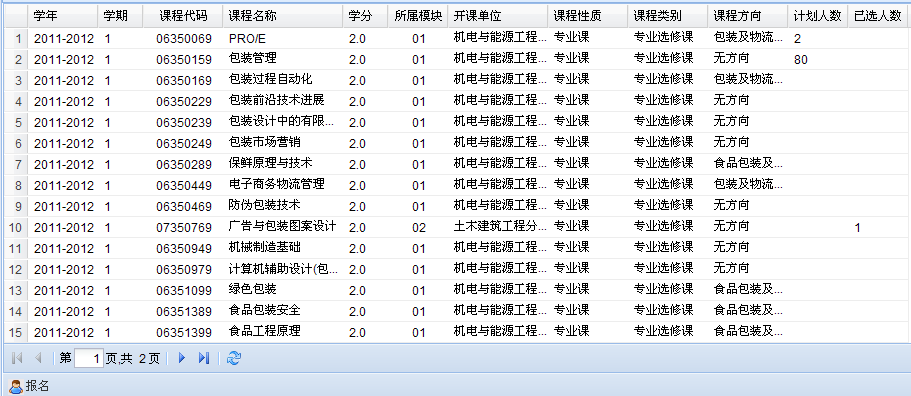 学年 学期 课程代码 课程名称 学分 所属模块 开课单位 课程性质 课程类别 课程方向 计划人数 已选人数
1 2011-2012 1 06350069 PRO/E 2.0 01 机电与能源工程... 专业课 专业选修课 包装及物流... 2
2 2011-2012 1 06350159 包装管理 2.0 01 机电与能源工程... 专业课 专业选修课 无方向 80
3 2011-2012 1 06350169 包装过程自动化 2.0 01 机电与能源工程... 专业课 专业选修课 包装及物流...
4 2011-2012 1 06350229 包装前沿技术进展 2.0 01 机电与能源工程... 专业课 专业选修课 无方向
5 2011-2012 1 06350239 包装设计中的有限... 2.0 01 机电与能源工程... 专业课 专业选修课 无方向
6 2011-2012 1 06350249 包装市场营销 2.0 01 机电与能源工程... 专业课 专业选修课 无方向
7 2011-2012 1 06350289 保鲜原理与技术 2.0 01 机电与能源工程... 专业课 专业选修课 食品包装及...
8 2011-2012 1 06350449 电子商务物流管理 2.0 01 机电与能源工程... 专业课 专业选修课 包装及物流...
9 2011-2012 1 06350469 防伪包装技术 2.0 01 机电与能源工程... 专业课 专业选修课 无方向
10 2011-2012 1 07350769 广告与包装图案设计 2.0 02 土木建筑工程分... 专业课 专业选修课 无方向 1
11 2011-2012 1 06350949 机械制造基础 2.0 01 机电与能源工程... 专业课 专业选修课 无方向
12 2011-2012 1 06350979 计算机辅助设计(包... 2.0 01 机电与能源工程... 专业课 专业选修课 无方向
13 2011-2012 1 06351099 绿色包装 2.0 01 机电与能源工程... 专业课 专业选修课 食品包装及...
14 2011-2012 1 06351389 食品包装安全 2.0 01 机电与能源工程... 专业课 专业选修课 食品包装及...
15 2011-2012 1 06351399 食品工程原理 2.0 01 机电与能源工程... 专业课 专业选修课 食品包装及...
第 1 页,共 2 页
报名